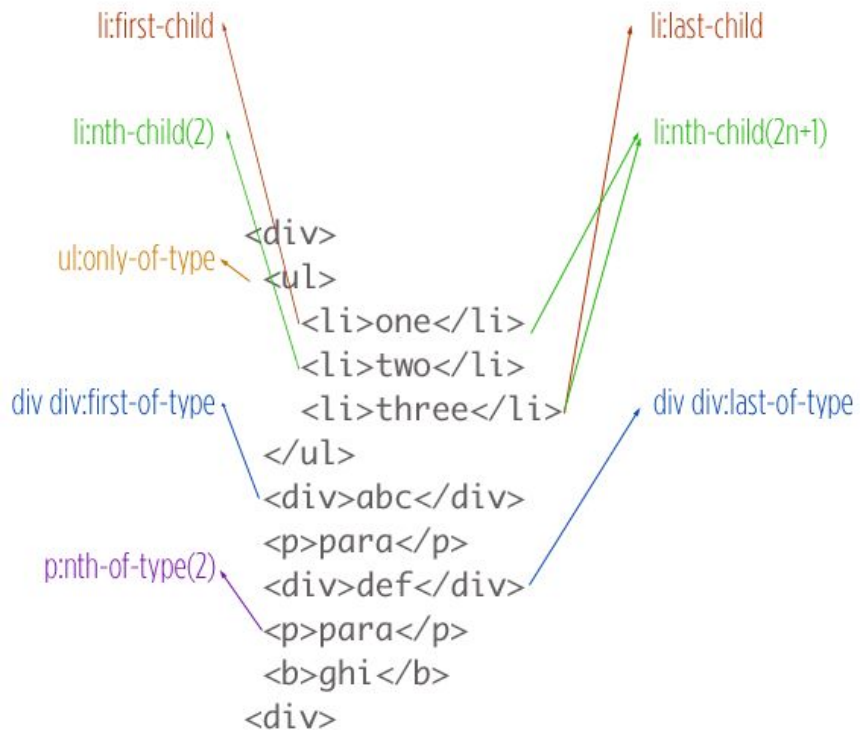 li:first-child
li:last-child
li:nth-child(2)
li:nth-child(2n+1)
<div>
ul:only-of-type
<ul>
<li>one</li>
<li>two</li>
div div:first-of-type
<li>three</li>
div div:last-of-type
</ul>
<div>abc</div>
<p>para</p>
p:nth-of-type(2)
<div>def</div>
<p>para</p>
<b>ghi</b>
<div>